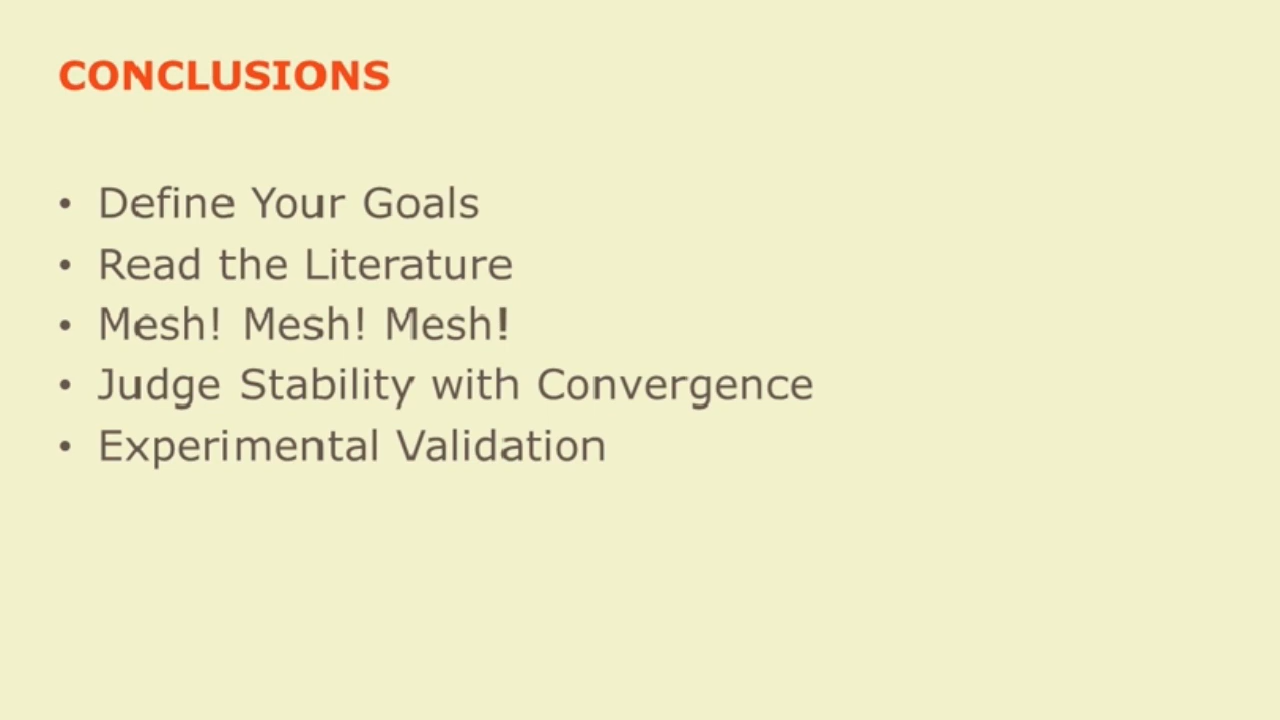 CONCLUSIONS
• Define Your Goals
• Read the Literature
• Mesh! Mesh! Mesh!
• Judge Stability with Convergence
• Experimental Validation